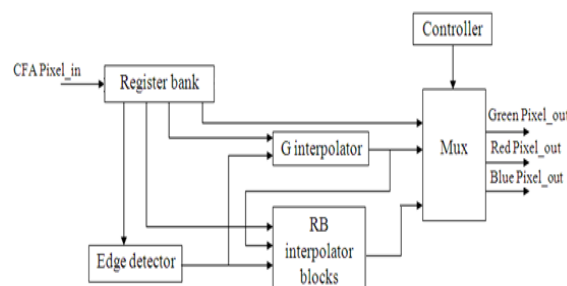 Controller
CFA Pixel_in
Register bank
Green Pixel_out
G interpolator
Mux
Red Pixel_out
Blue Pixel_out
RB
interpolator
blocks
Edge detector